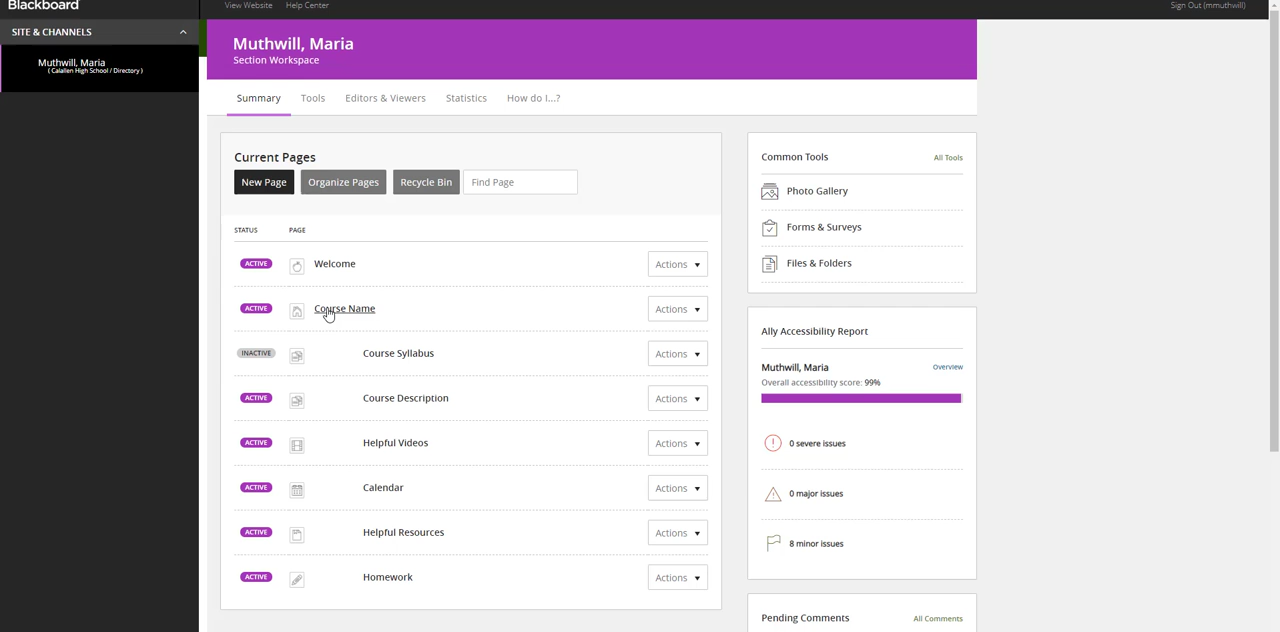 Blackboard
View Website Help Center Sign Out (mmuthwill)
SITE & CHANNELS
Muthwill, Maria
( Calallen High School / Directory )
Muthwill, Maria
Section Workspace
Summary Tools Editors & Viewers Statistics How do I...?
Current Pages
New Page Organize Pages Recycle Bin Find Page
STATUS PAGE
ACTIVE Welcome Actions
ACTIVE Course Name Actions
INACTIVE Course Syllabus Actions
ACTIVE Course Description Actions
ACTIVE Helpful Videos Actions
ACTIVE Calendar Actions
ACTIVE Helpful Resources Actions
ACTIVE Homework Actions
Common Tools All Tools
Photo Gallery
Forms & Surveys
Files & Folders
Ally Accessibility Report
Muthwill, Maria Overview
Overall accessibility score: 99%
0 severe issues
0 major issues
8 minor issues
Pending Comments All Comments